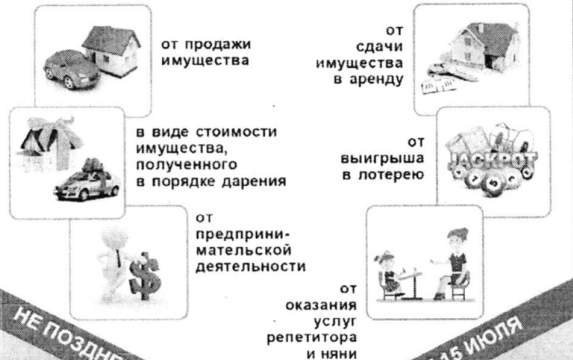 от продажи
имущества
от
сдачи
имущества
в аренду
в виде стоимости
имущества,
полученного
в порядке дарения
от
выигрыша
в лотерею
JACKPOT
от
предприни-
мательской
деятельности
от
оказания
услуг
репетитора
и няни
НЕ ПОЗДНЕ
15 ИЮЛЯ